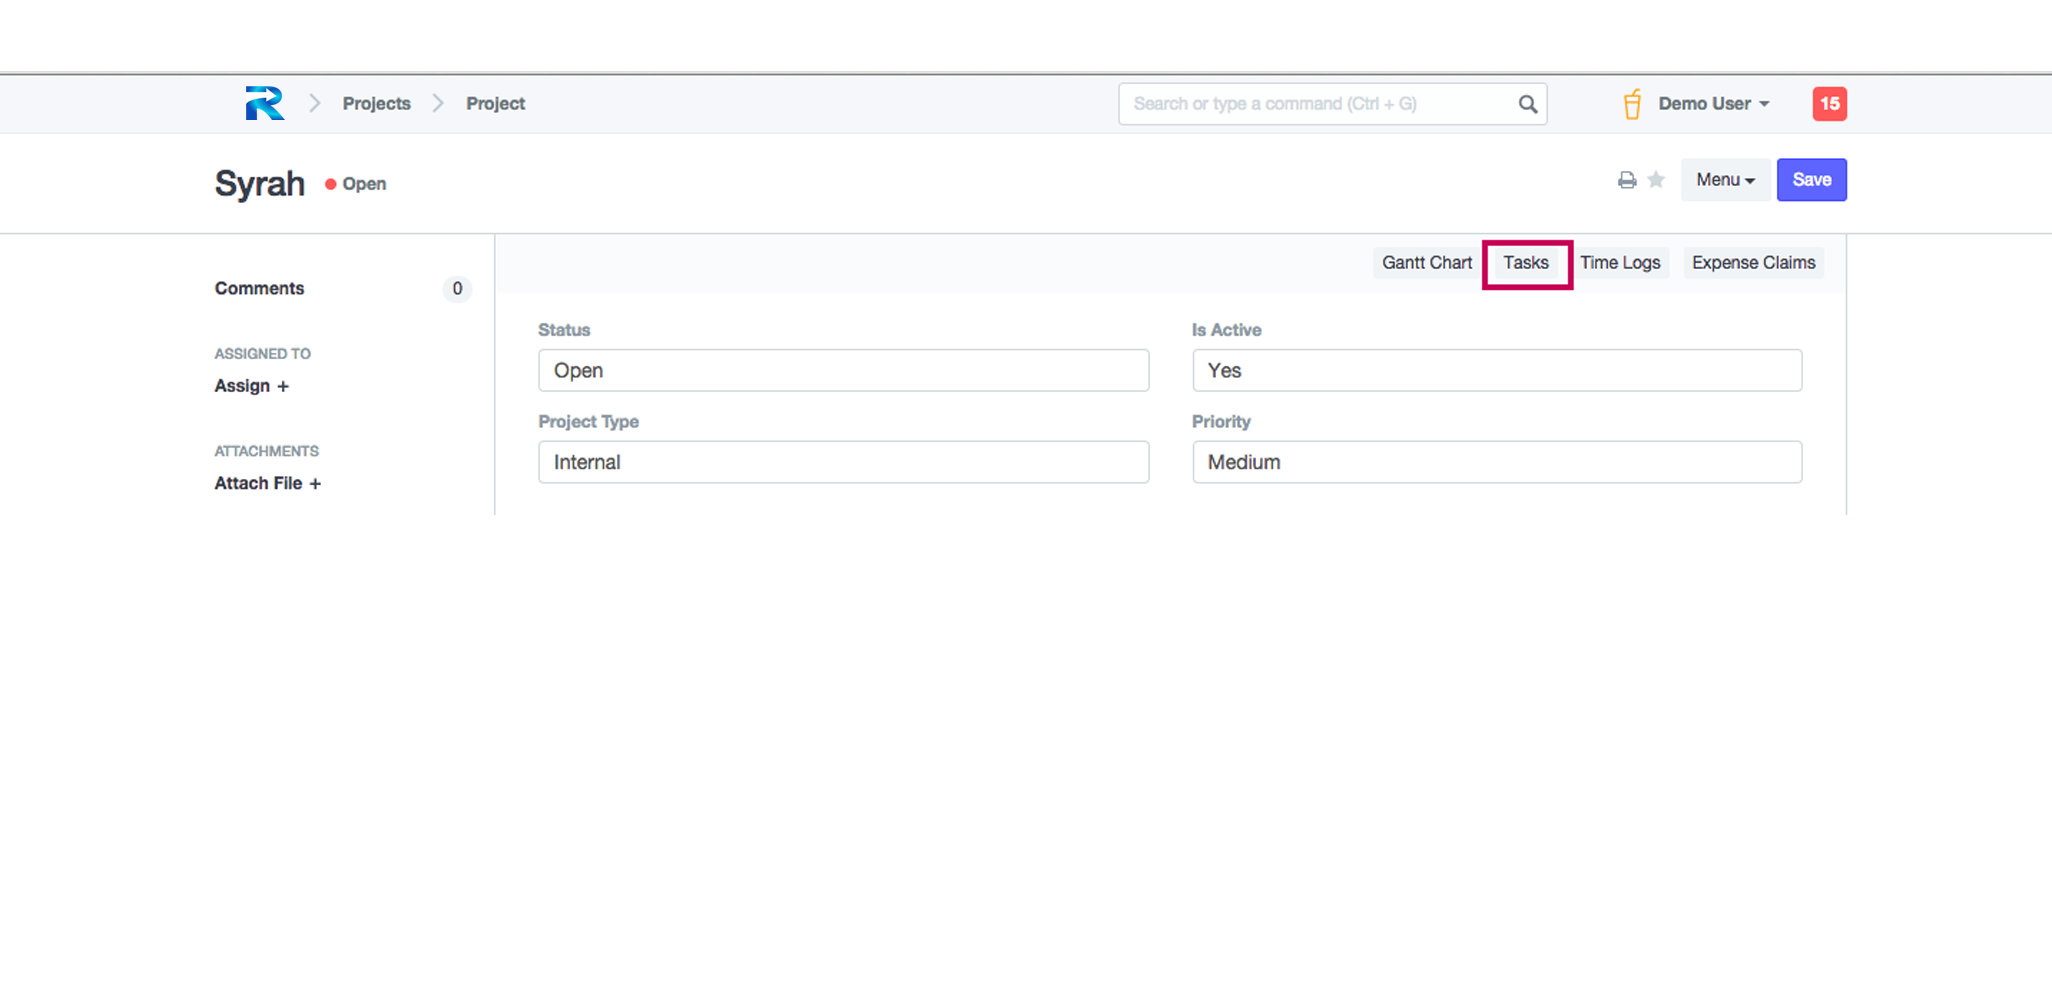 Projects Project Search or type a command (Ctrl + G) Demo User 15
Syrah Open Menu Save
Gantt Chart Tasks Time Logs Expense Claims
Comments 0
Status Is Active
ASSIGNED TO
Open Yes
Assign +
Project Type Priority
ATTACHMENTS
Internal Medium
Attach File +